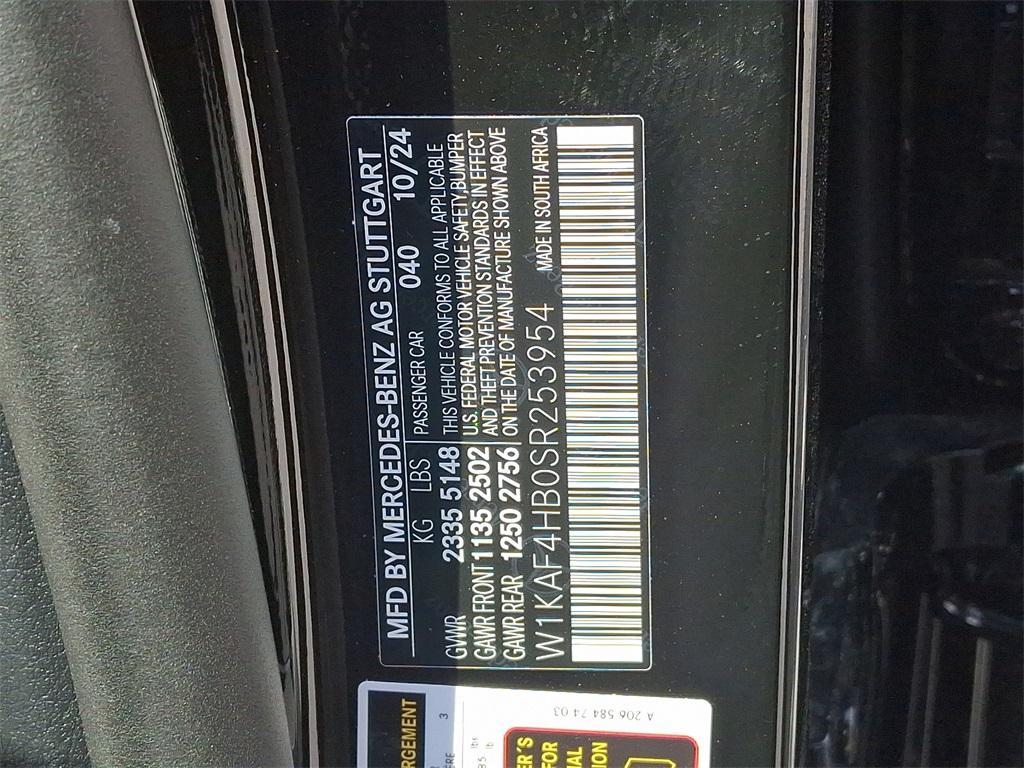 MFD BY MERCEDES-BENZ AG STUTTGART
KG LBS PASSENGER CAR 040 10/24
GVWR 2335 5148 THIS VEHICLE CONFORMS TO ALL APPLICABLE
GAWR FRONT 1135 2502 U.S. FEDERAL MOTOR VEHICLE SAFETY,BUMPER
GAWR REAR 1250 2756 AND THEFT PREVENTION STANDARDS IN EFFECT
ON THE DATE OF MANUFACTURE SHOWN ABOVE
W1KAF4HB0SR253954 MADE IN SOUTH AFRICA
RGEMENT
3
A 206 584 74 03